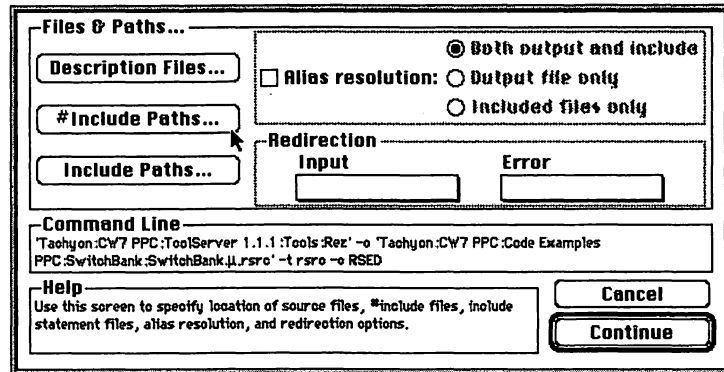 Files & Paths...
Description Files...
#Include Paths...
Include Paths...
Alias resolution:
Both output and include
Output file only
Included files only
Redirection
Input Error
Command Line
'Tachyon:CW7 PPC:ToolServer 1.1.1:Tools:Rez' -o 'Tachyon:CW7 PPC:Code Examples
PPC:SwitchBank:SwitchBank.µ.rsrc' -t rsrc -c RSED
Help
Use this screen to specify location of source files, #include files, include
statement files, alias resolution, and redirection options.
Cancel
Continue